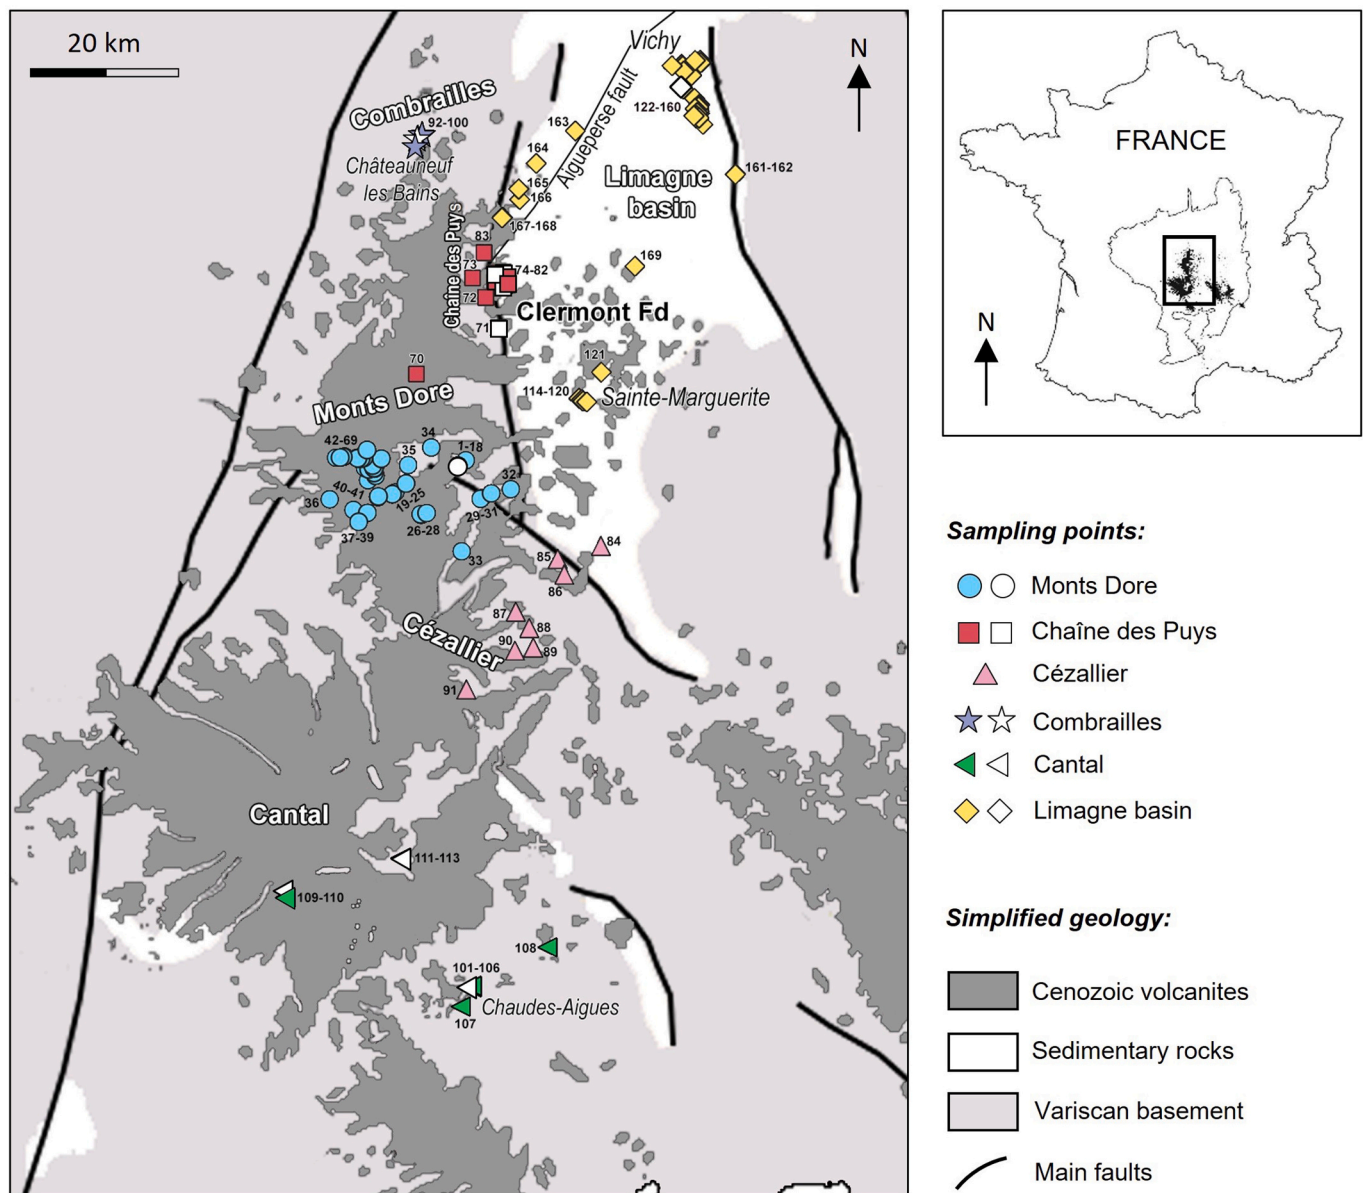 20 km
N
Vichy
Combrailles
92-100
Châteauneuf
les Bains
122-160
163
Aigueperse fault
164
165
166
167-168
161-162
Limagne
basin
Chaîne des Puys
83
73
74-82
72
169
Clermont Fd
71
70
121
114-120
Sainte-Marguerite
Monts Dore
42-69
34
35
1-18
32
36
40-41
19-25
29-31
37-39
26-28
33
84
85
86
87
88
90
89
Cézallier
91
Cantal
111-113
109-110
108
101-106
Chaudes-Aigues
107
FRANCE
N
Sampling points:
Monts Dore
Chaîne des Puys
Cézallier
Combrailles
Cantal
Limagne basin
Simplified geology:
Cenozoic volcanites
Sedimentary rocks
Variscan basement
Main faults